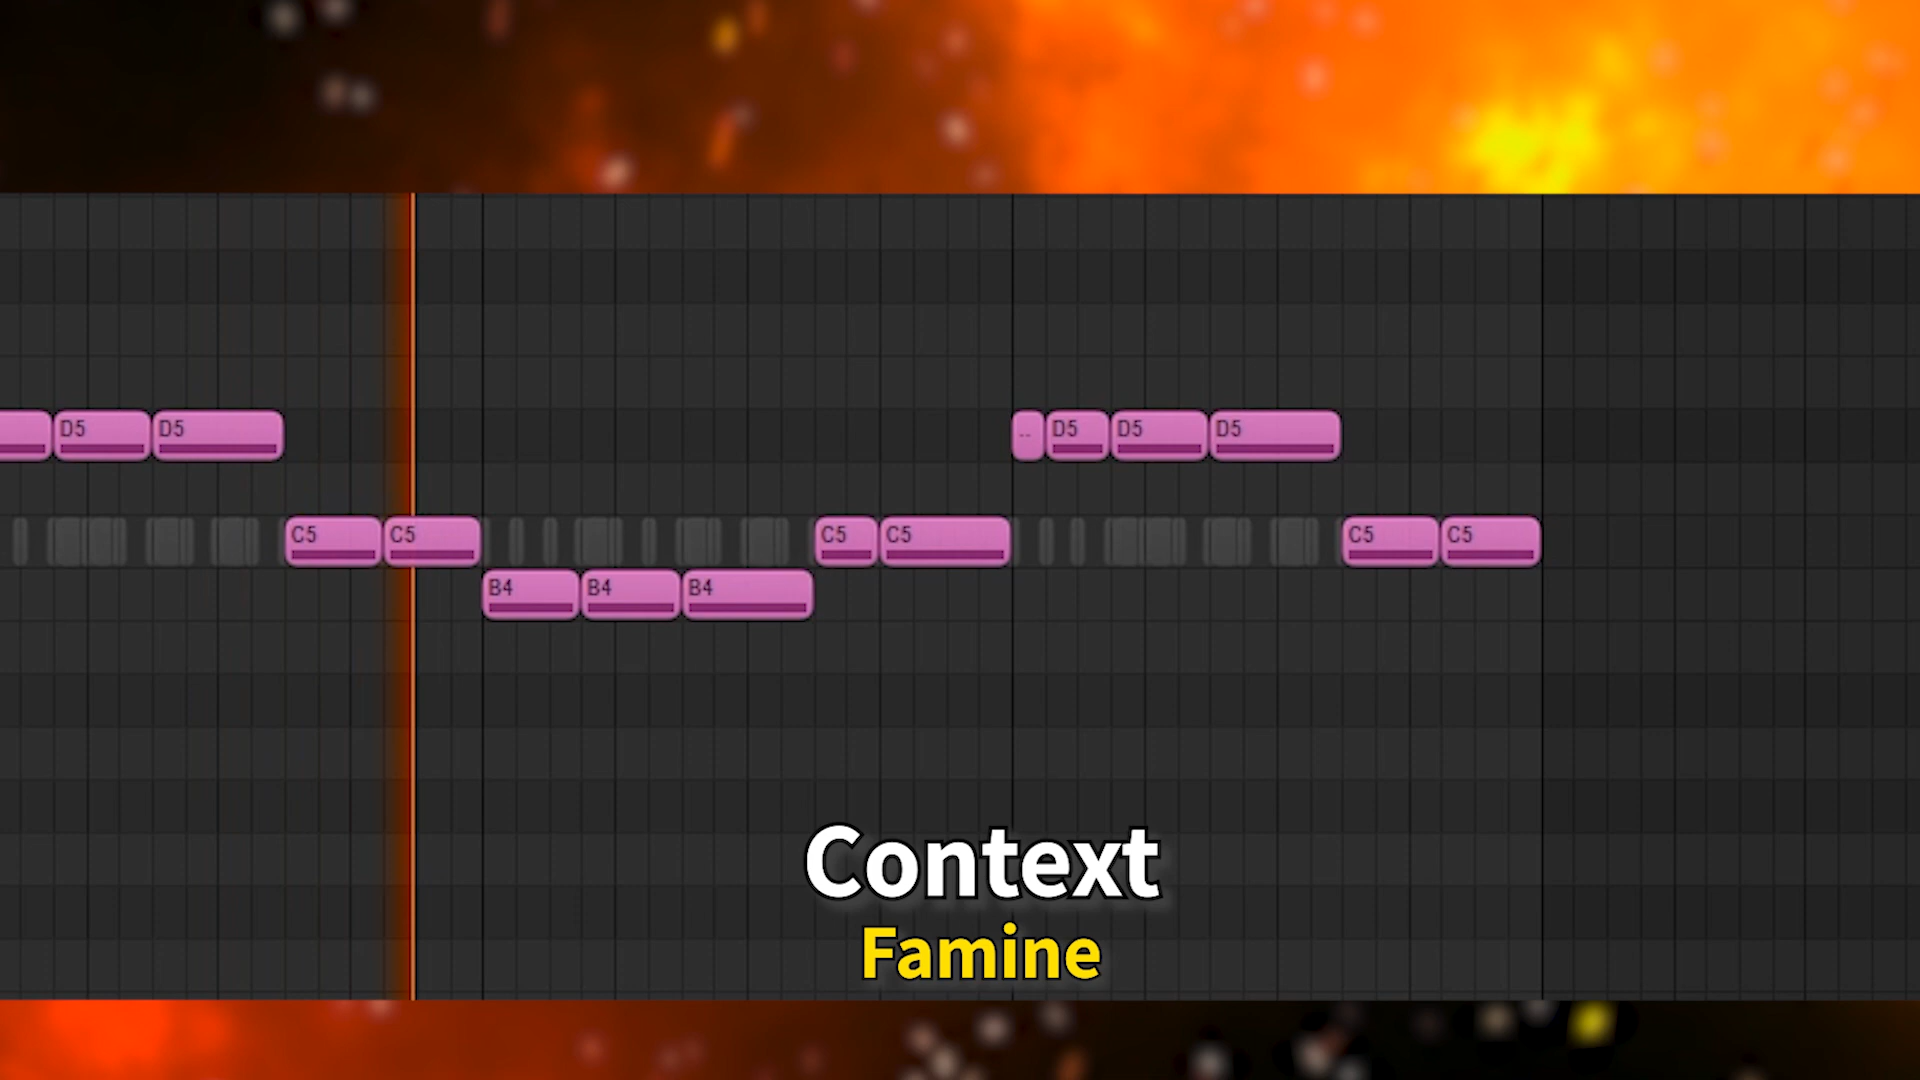 D5 D5 .. D5 D5 D5
C5 C5 C5 C5 C5 C5
B4 B4 B4
Context
Famine